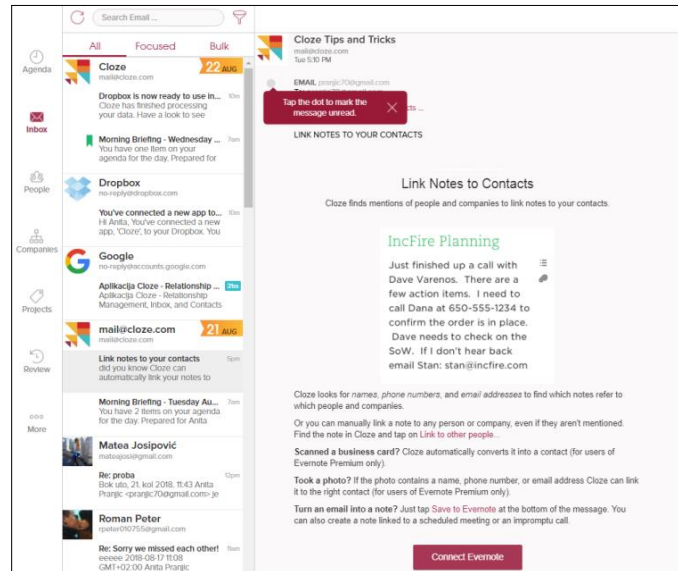 Search Email ...
All Focused Bulk
Agenda
Inbox
People
Companies
Projects
Review
More
Cloze
mail@cloze.com
22 AUG
Dropbox is now ready to use in... 10m
Cloze has finished processing
your data. Have a look to see
Morning Briefing - Wednesday ... 7am
You have one item on your
agenda for the day. Prepared for
Dropbox
no-reply@dropbox.com
You've connected a new app to... 10m
Hi Anita, You've connected a new
app, 'Cloze', to your Dropbox. You
Google
no-reply@accounts.google.com
Aplikacija Cloze - Relationship ... 31m
Aplikacija Cloze - Relationship
Management, Inbox, and Contacts
mail@cloze.com
mail@cloze.com
21 AUG
Link notes to your contacts 5pm
did you know Cloze can
automatically link your notes to
Morning Briefing - Tuesday Au... 7am
You have 2 items on your agenda
for the day. Prepared for Anita
Matea Josipović
mateajosi@gmail.com
Re: proba 12pm
Bok uto, 21. kol 2018. 11:43 Anita
Pranjic <pranjic70@gmail.com> je
Roman Peter
rpeter010755@gmail.com
Re: Sorry we missed each other! 11am
eeeee 2018-08-17 11:08
GMT+02:00 Anita Pranjic
Cloze Tips and Tricks
mail@cloze.com
Tue 5:10 PM
EMAIL pranjic70@gmail.com
Tap the dot to mark the
message unread.
LINK NOTES TO YOUR CONTACTS
Link Notes to Contacts
Cloze finds mentions of people and companies to link notes to your contacts.
IncFire Planning
Just finished up a call with
Dave Varenos. There are a
few action items. I need to
call Dana at 650-555-1234 to
confirm the order is in place.
Dave needs to check on the
SoW. If I don't hear back
email Stan: stan@incfire.com
Cloze looks for names, phone numbers, and email addresses to find which notes refer to
which people and companies.
Or you can manually link a note to any person or company, even if they aren't mentioned.
Find the note in Cloze and tap on Link to other people...
Scanned a business card? Cloze automatically converts it into a contact (for users of
Evernote Premium only).
Took a photo? If the photo contains a name, phone number, or email address Cloze can link
it to the right contact (for users of Evernote Premium only).
Turn an email into a note? Just tap Save to Evernote at the bottom of the message. You
can also create a note linked to a scheduled meeting or an impromptu call.
Connect Evernote